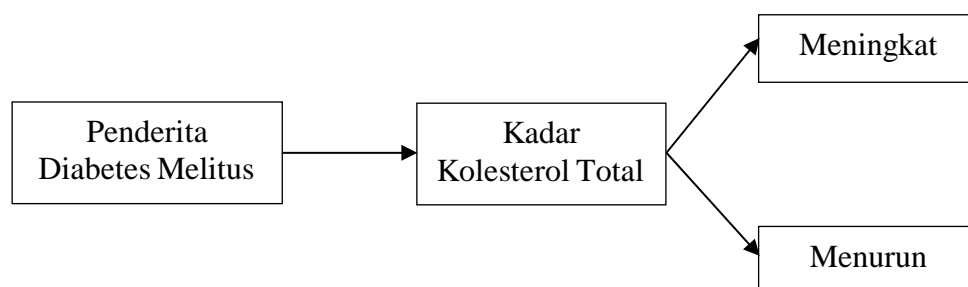 Penderita
Diabetes Melitus
Kadar
Kolesterol Total
Meningkat
Menurun